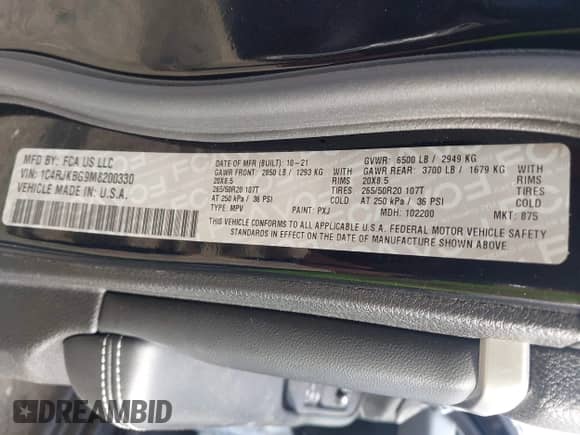 MFD BY: FCA US LLC
VIN: 1C4RJKBG9M8200330
VEHICLE MADE IN U.S.A.
DATE OF MFR (BUILT): 10-21
GAWR FRONT: 2850 LB / 1293 KG
RIMS
20X8.5
265/50R20 107T
AT 250 kPa / 36 PSI
COLD
TYPE: MPV
PAINT: PXJ
GVWR: 6500 LB / 2949 KG
GAWR REAR: 3700 LB / 1679 KG
RIMS
20X8.5
265/50R20 107T
AT 250 kPa / 36 PSI
COLD
MDH: 102200
MKT: 875
THIS VEHICLE CONFORMS TO ALL APPLICABLE U.S.A. FEDERAL MOTOR VEHICLE SAFETY
STANDARDS IN EFFECT ON THE DATE OF MANUFACTURE SHOWN ABOVE
DREAMBID